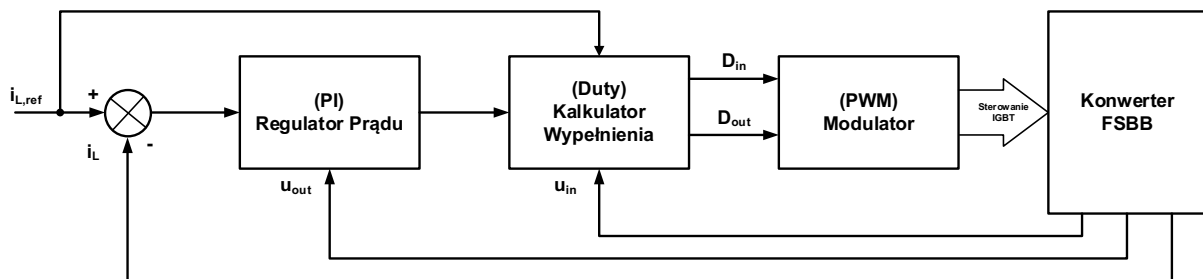 i_L,ref
+
-
i_L
(PI)
Regulator Prądu
u_out
(Duty)
Kalkulator
Wypełnienia
u_in
D_in
D_out
(PWM)
Modulator
Sterowanie
IGBT
Konwerter
FSBB